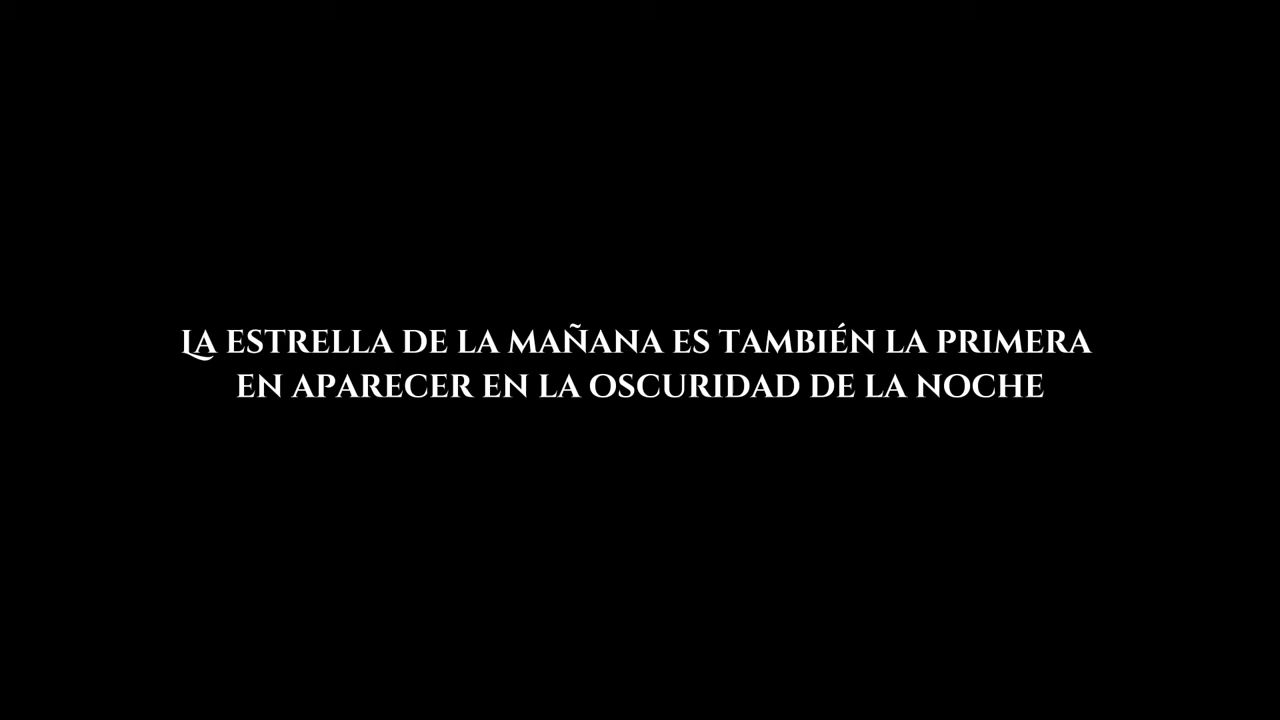 La estrella de la mañana es también la primera
en aparecer en la oscuridad de la noche